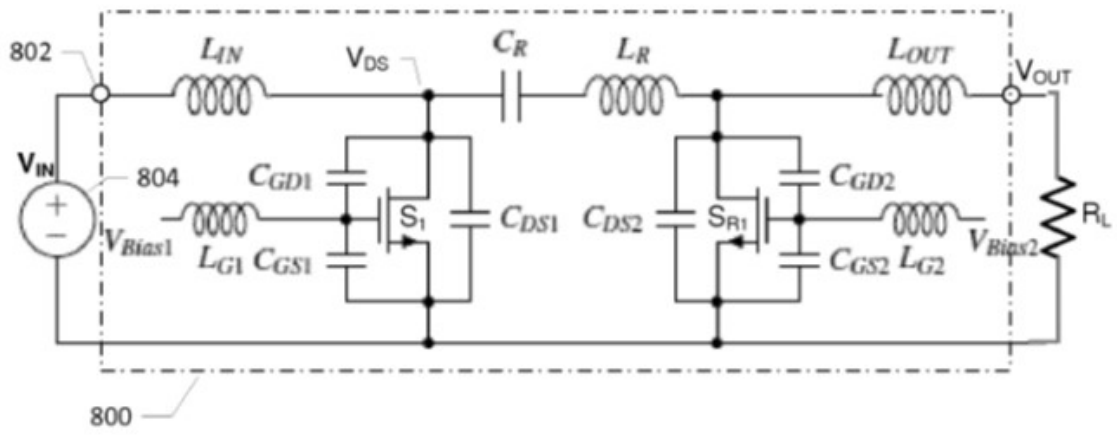 802
L_IN
V_DS
C_R
L_R
L_OUT
V_OUT
V_IN
804
C_GD1
C_GD2
S_1
C_DS1
C_DS2
S_R1
R_L
V_Bias1
L_G1
C_GS1
C_GS2
L_G2
V_Bias2
800